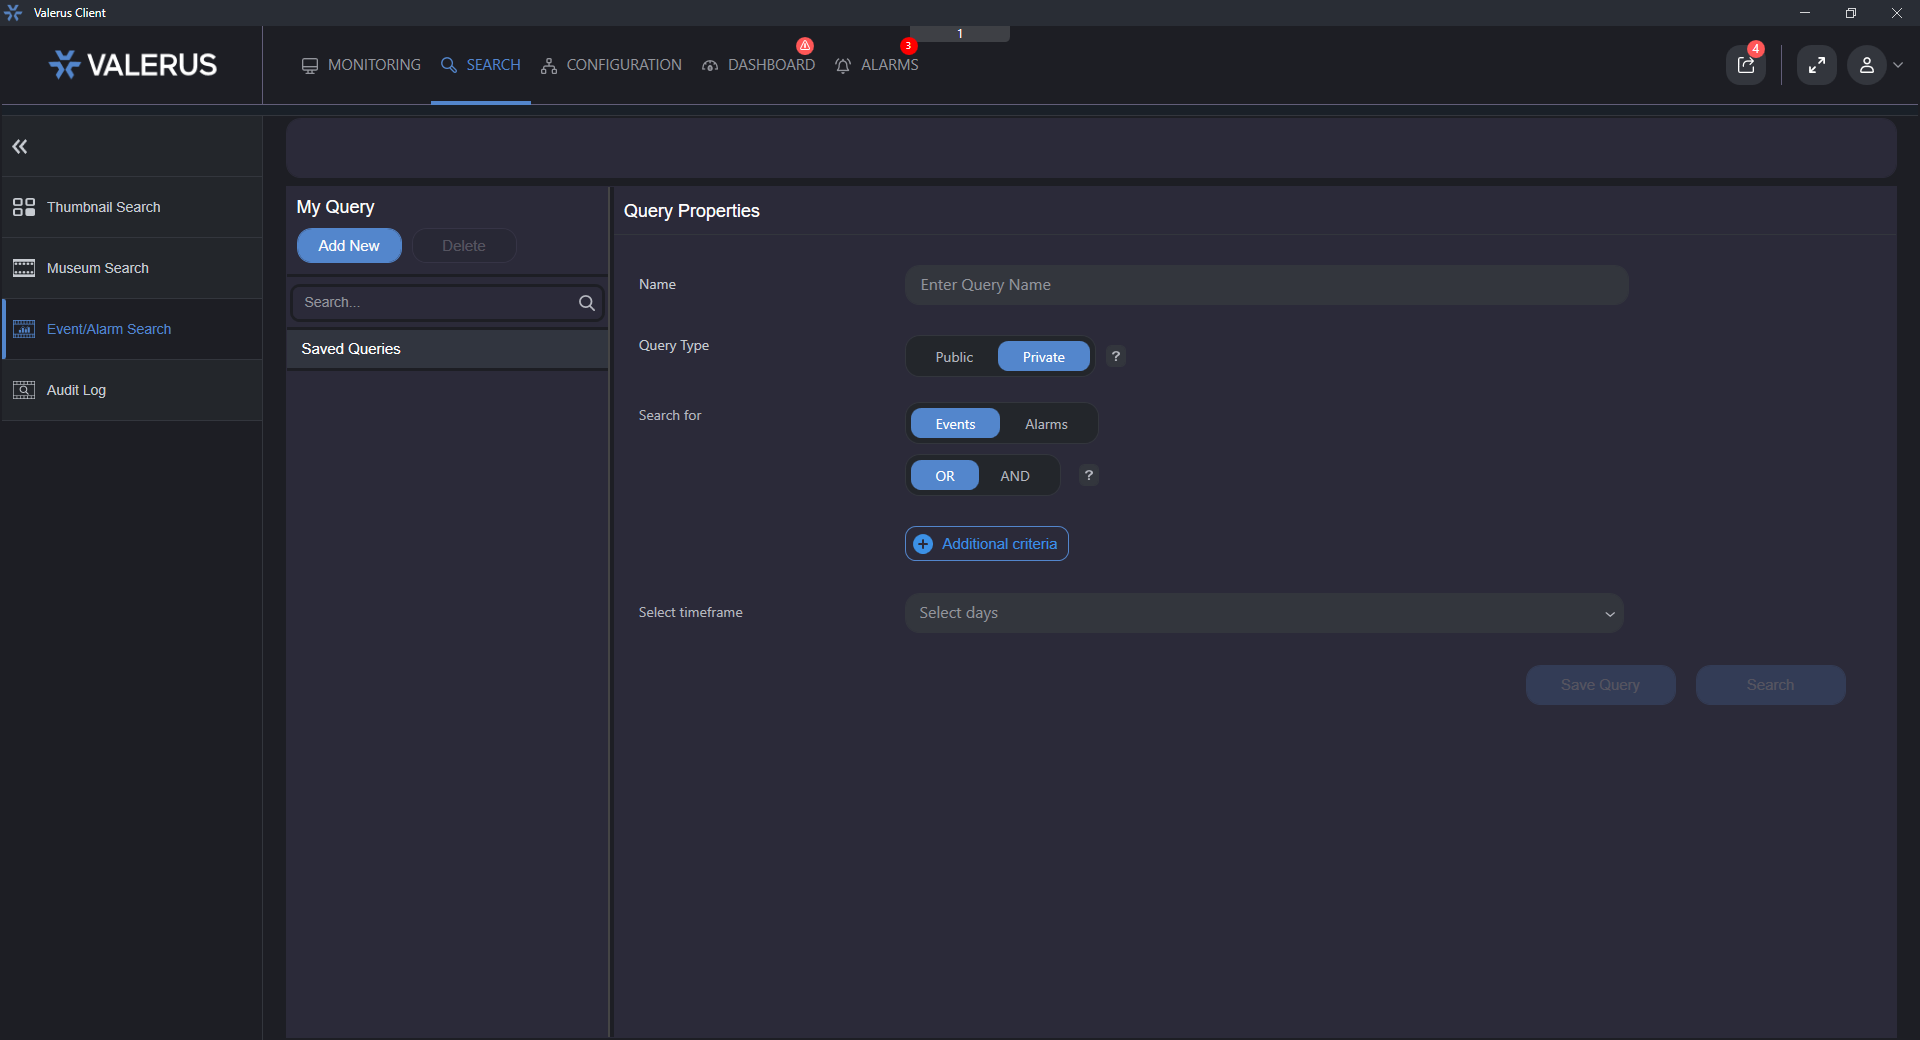 Valerus Client
1
VALERUS
MONITORING
SEARCH
CONFIGURATION
DASHBOARD
ALARMS
3
4
Thumbnail Search
Museum Search
Event/Alarm Search
Audit Log
My Query
Add New
Delete
Search...
Saved Queries
Query Properties
Name
Enter Query Name
Query Type
Public
Private
?
Search for
Events
Alarms
OR
AND
?
Additional criteria
Select timeframe
Select days
Save Query
Search